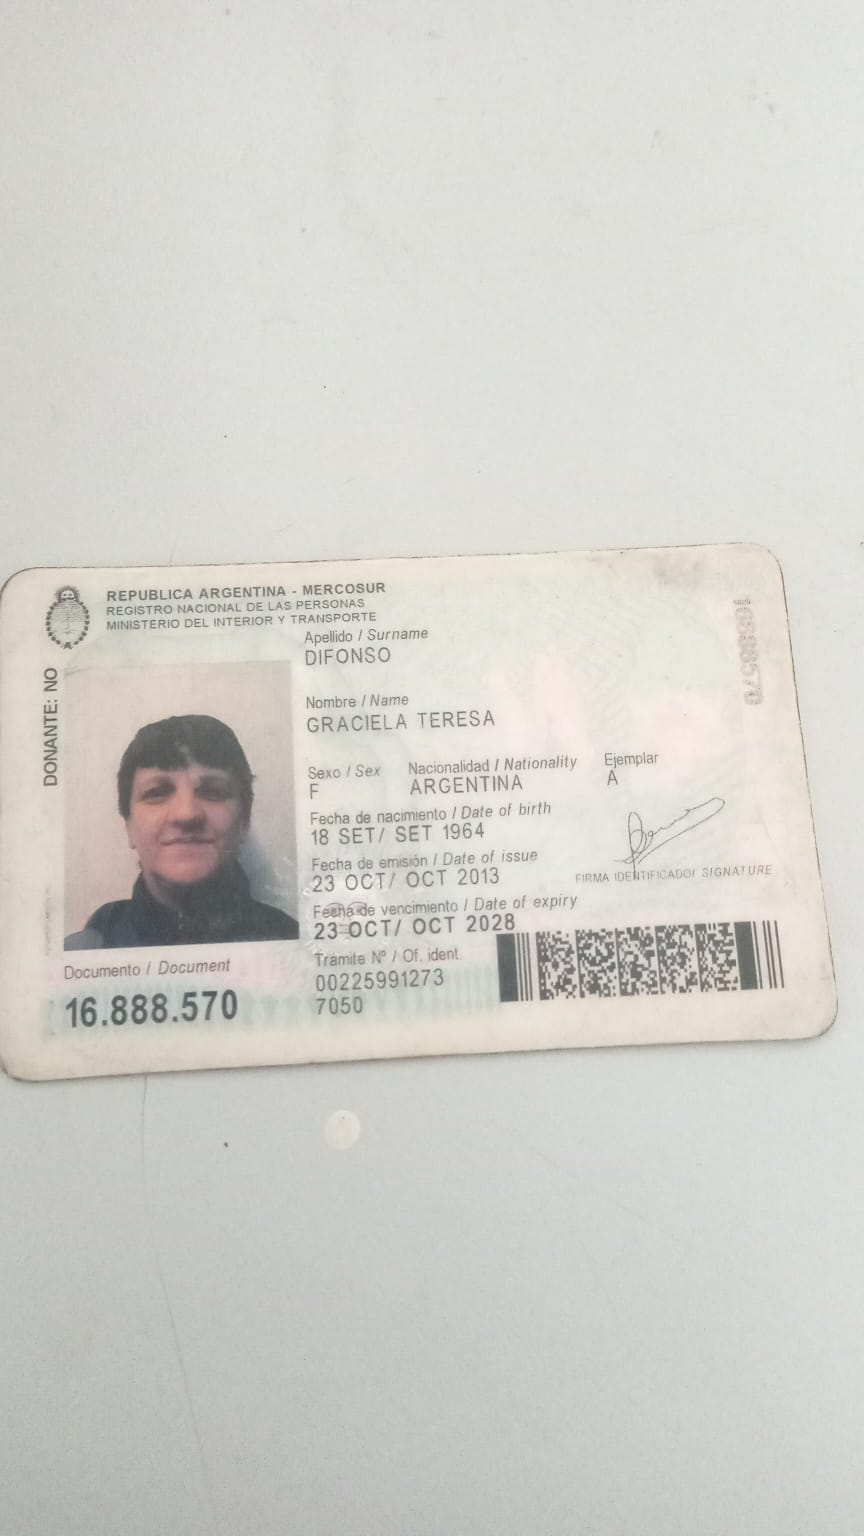 REPUBLICA ARGENTINA - MERCOSUR
REGISTRO NACIONAL DE LAS PERSONAS
MINISTERIO DEL INTERIOR Y TRANSPORTE
Apellido / Surname
DIFONSO
Nombre / Name
GRACIELA TERESA
Sexo / Sex Nacionalidad / Nationality Ejemplar
F ARGENTINA A
Fecha de nacimiento / Date of birth
18 SET/ SET 1964
Fecha de emisión / Date of issue
23 OCT/ OCT 2013
FIRMA IDENTIFICADO/ SIGNATURE
Fecha de vencimiento / Date of expiry
23 OCT/ OCT 2028
Tramite Nº / Of. ident.
00225991273
7050
Documento / Document
16.888.570
DONANTE: NO
16888570